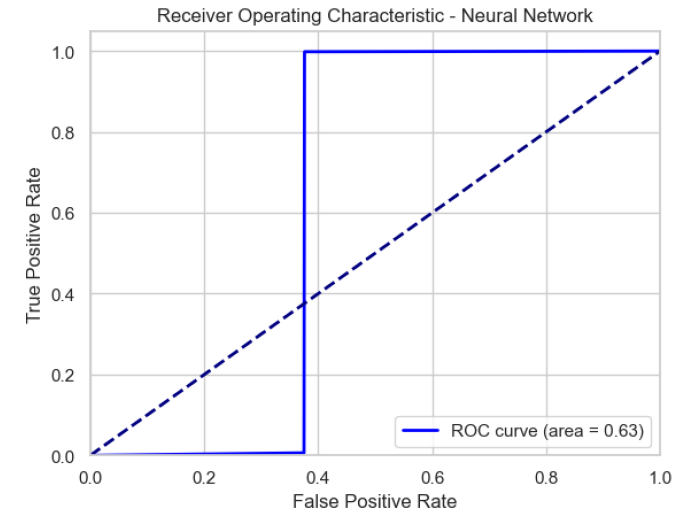 Receiver Operating Characteristic - Neural Network
True Positive Rate
1.0
0.8
0.6
0.4
0.2
0.0
ROC curve (area = 0.63)
0.0 0.2 0.4 0.6 0.8 1.0
False Positive Rate